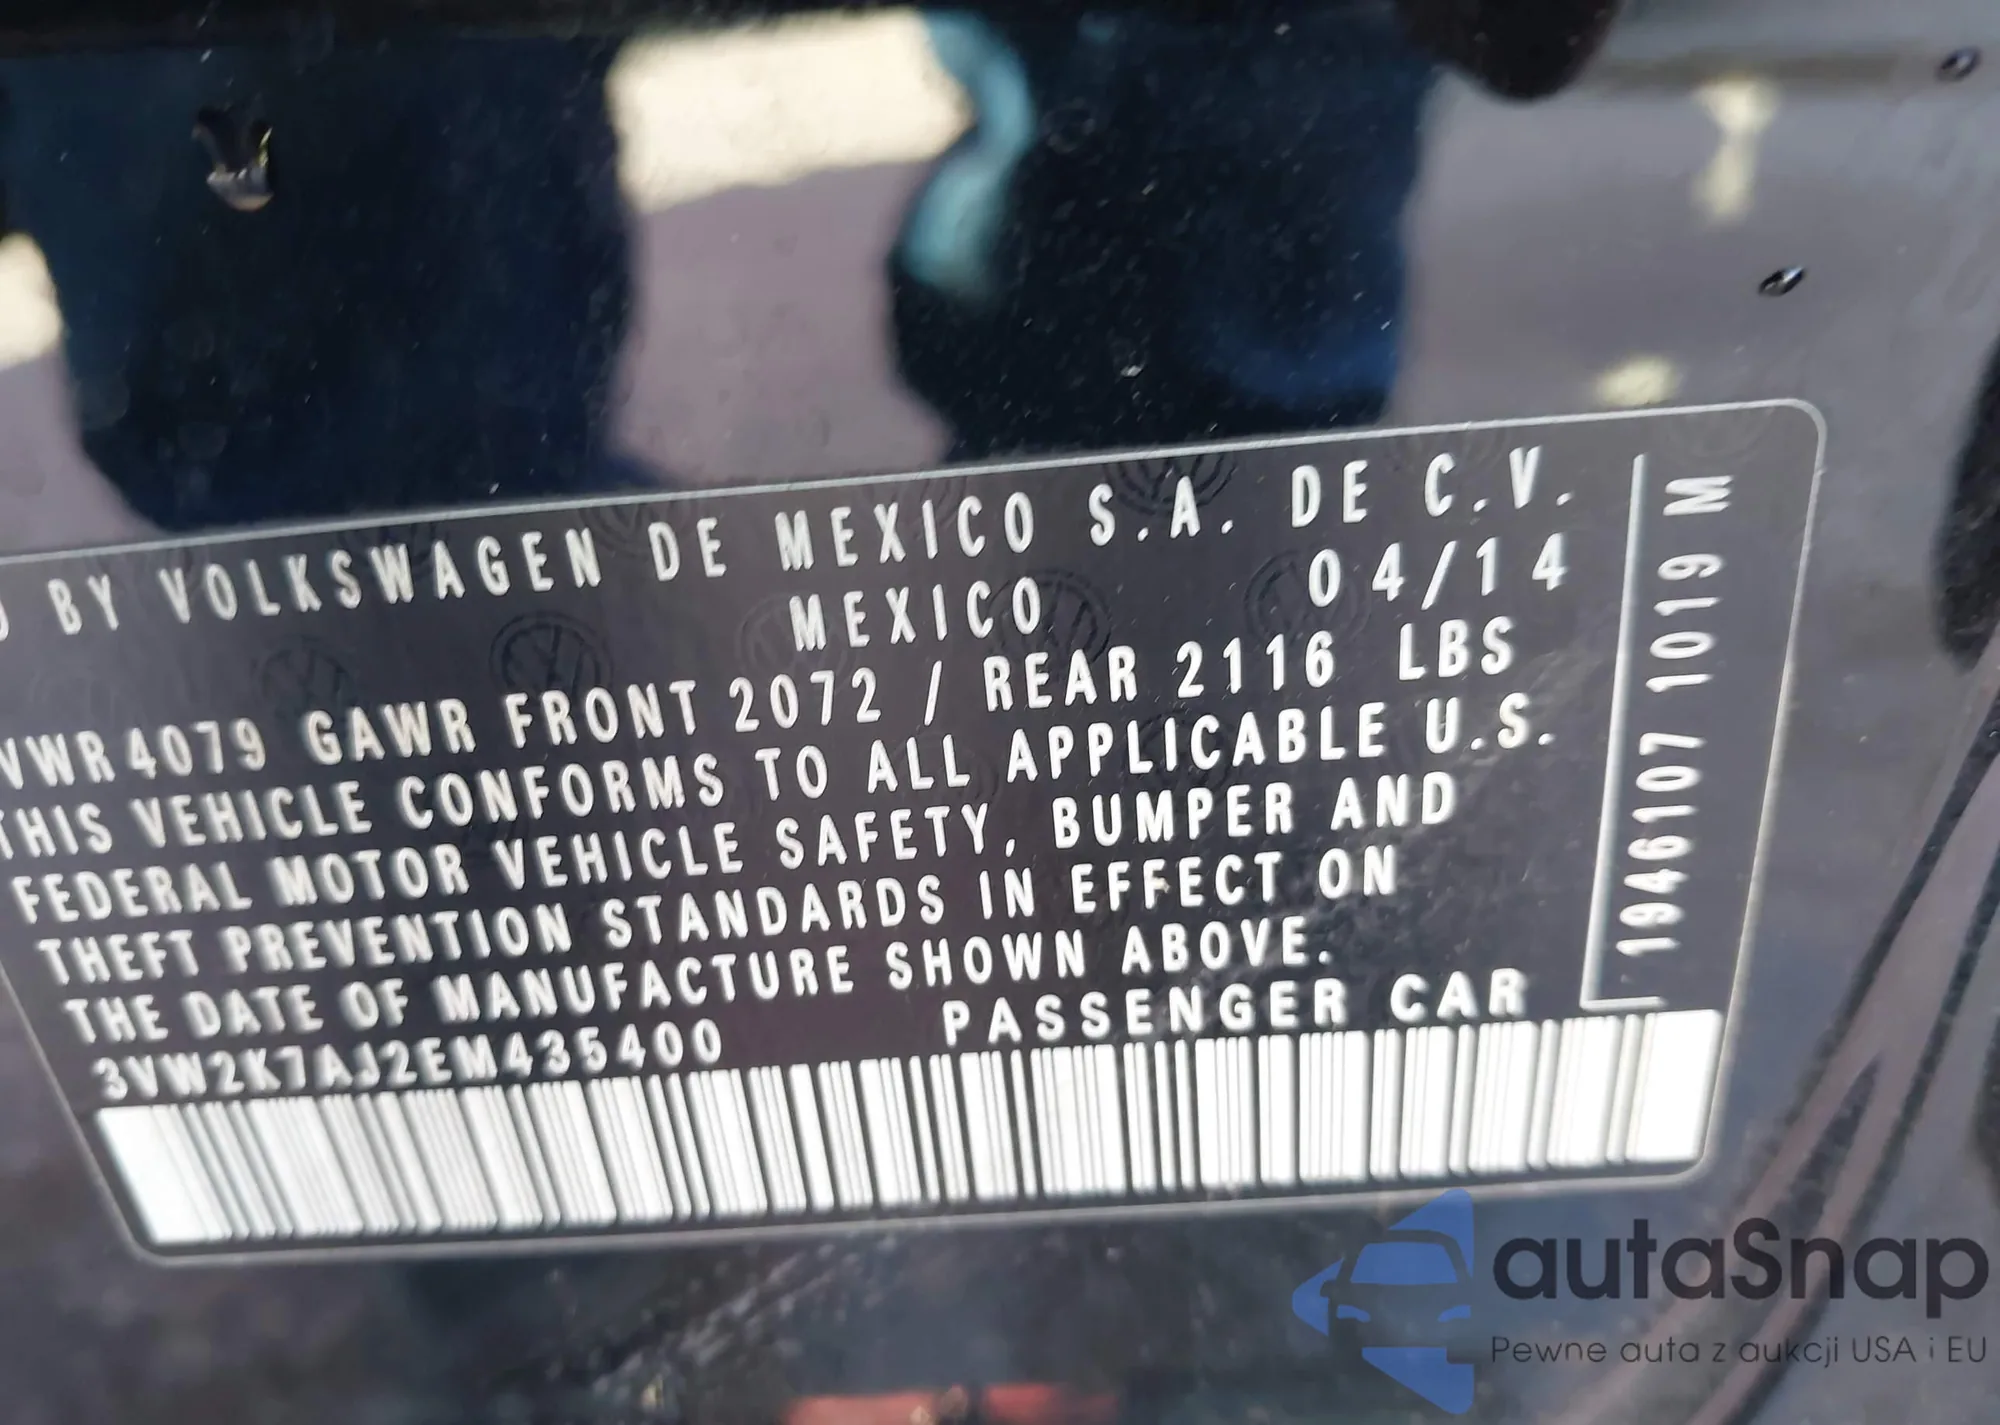 BY VOLKSWAGEN DE MEXICO S.A. DE C.V.
MEXICO 04/14
VWR 4079 GAWR FRONT 2072 / REAR 2116 LBS
THIS VEHICLE CONFORMS TO ALL APPLICABLE U.S.
FEDERAL MOTOR VEHICLE SAFETY, BUMPER AND
THEFT PREVENTION STANDARDS IN EFFECT ON
THE DATE OF MANUFACTURE SHOWN ABOVE.
3VW2K7AJ2EM435400 PASSENGER CAR
1946107 1019 M
autaSnap
Pewne auta z aukcji USA i EU